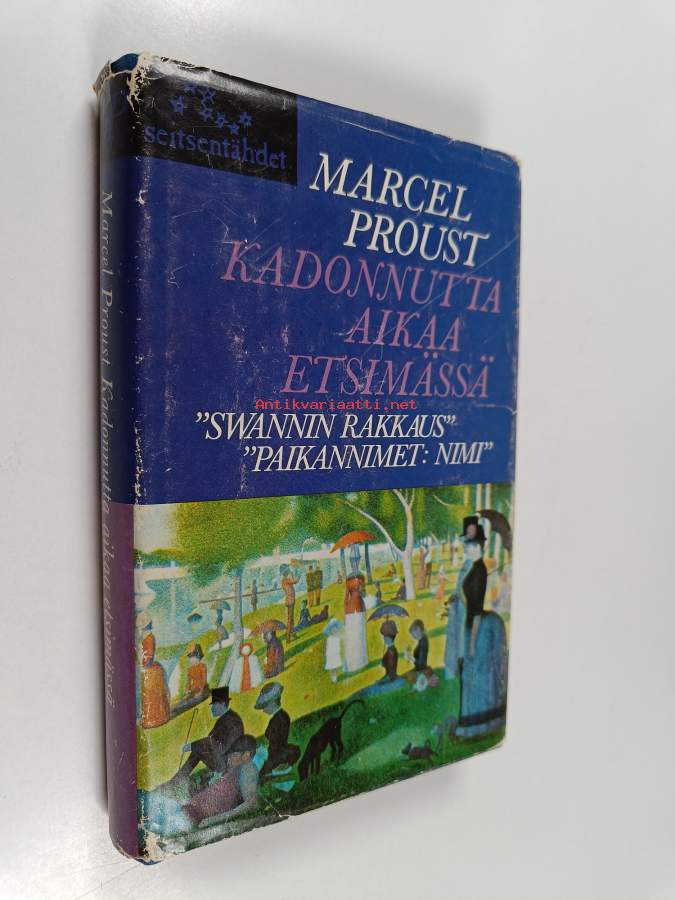 seitsentähdet
MARCEL
PROUST
KADONNUTTA
AIKAA
ETSIMÄSSÄ
Antikvariaatti.net
”SWANNIN RAKKAUS”
”PAIKANNIMET: NIMI”
Marcel Proust Kadonnutta aikaa etsimässä